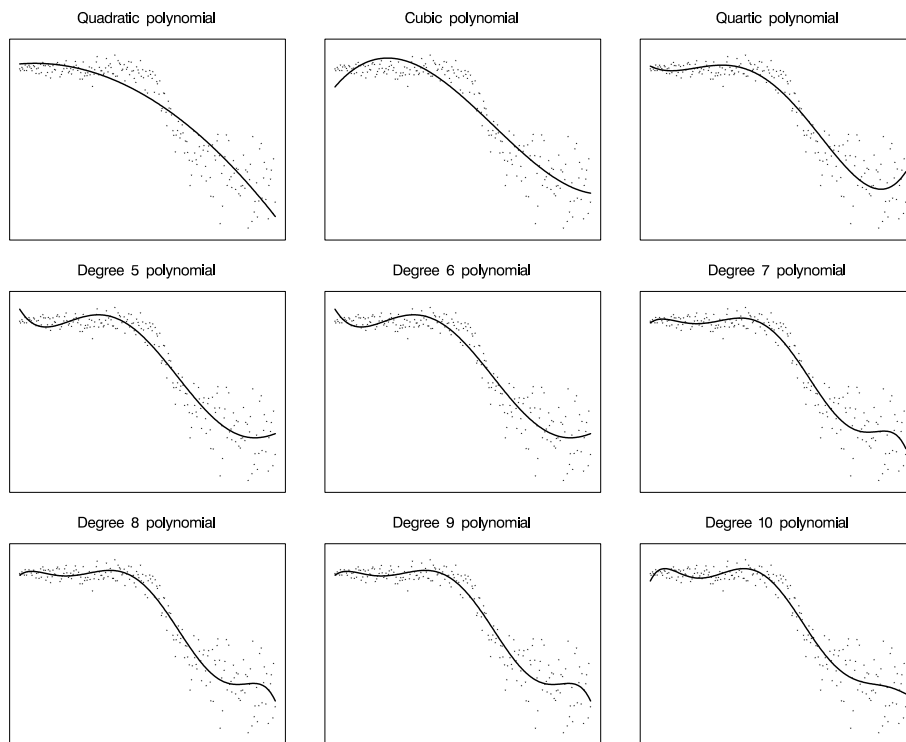 Quadratic polynomial
Cubic polynomial
Quartic polynomial
Degree 5 polynomial
Degree 6 polynomial
Degree 7 polynomial
Degree 8 polynomial
Degree 9 polynomial
Degree 10 polynomial